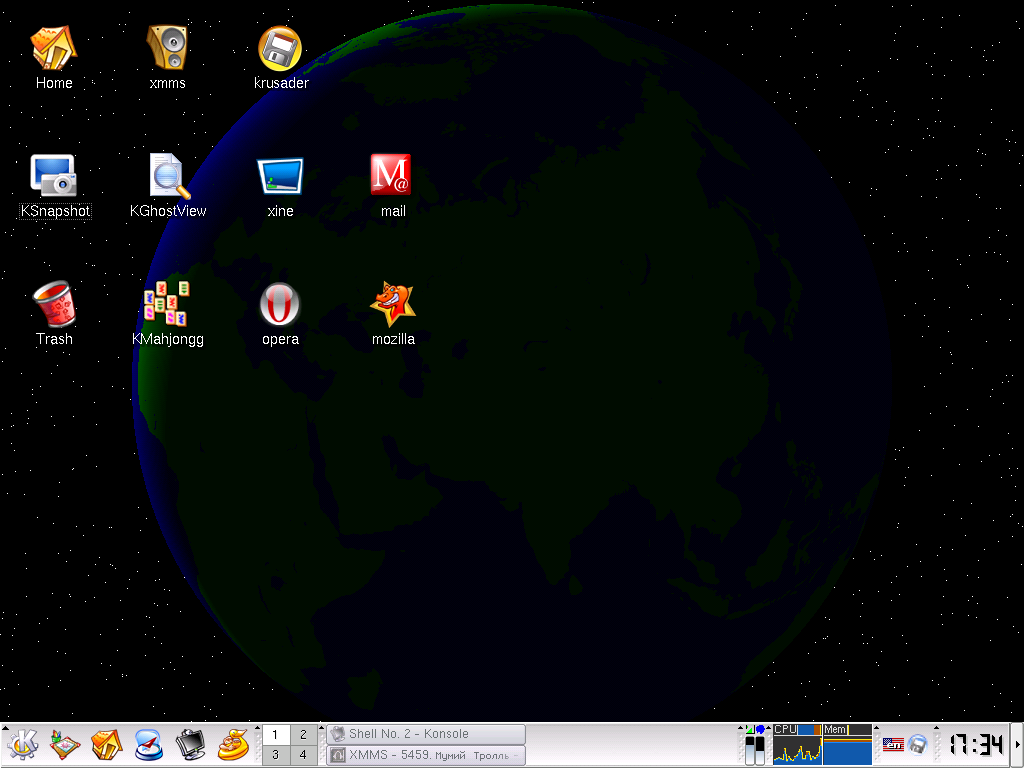 Home
xmms
krusader
KSnapshot
KGhostView
xine
mail
Trash
KMahjongg
opera
mozilla
1 2
3 4
Shell No. 2 - Konsole
XMMS - 5459. Мумий Тролль -
CPU
Mem
en
17:34